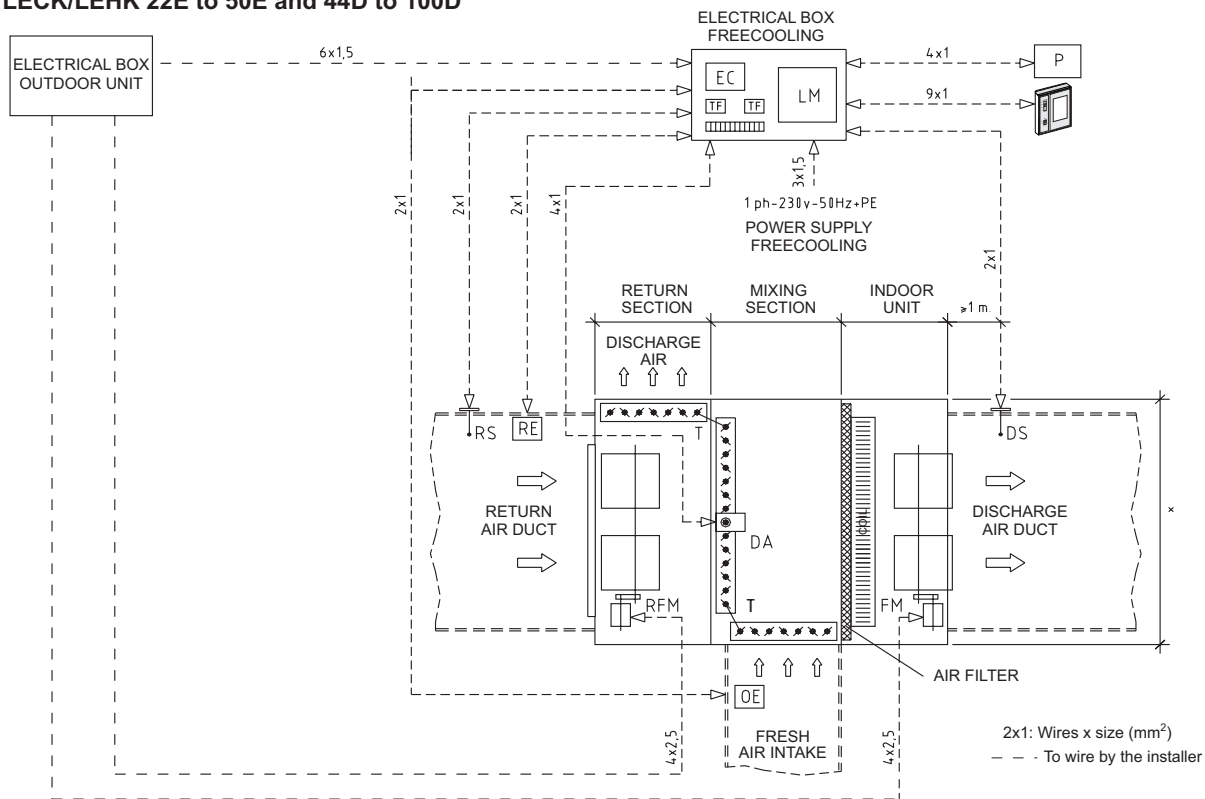 LECK/LEHK 22E to 50E and 44D to 100D
ELECTRICAL BOX
OUTDOOR UNIT
6x1,5
ELECTRICAL BOX
FREECOOLING
EC
TF
TF
LM
4x1
P
9x1
2x1
2x1
2x1
4x1
3x1,5
1 ph-230v-50Hz+PE
POWER SUPPLY
FREECOOLING
2x1
RETURN
SECTION
MIXING
SECTION
INDOOR
UNIT
≥1 m.
DISCHARGE
AIR
RS
RE
T
DS
RETURN
AIR DUCT
DA
COIL
DISCHARGE
AIR DUCT
x
RFM
T
FM
AIR FILTER
OE
4x2,5
FRESH
AIR INTAKE
4x2,5
2x1: Wires x size (mm²)
– – – To wire by the installer